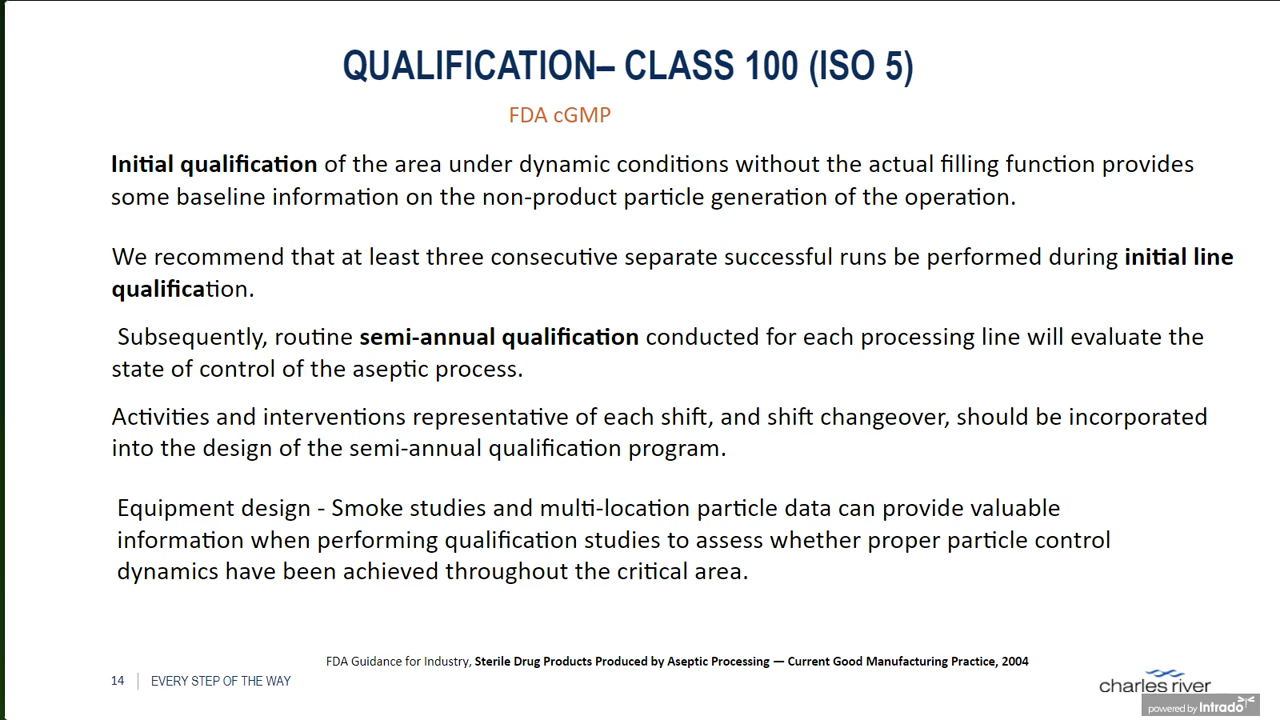 QUALIFICATION– CLASS 100 (ISO 5)
FDA cGMP
Initial qualification of the area under dynamic conditions without the actual filling function provides
some baseline information on the non-product particle generation of the operation.
We recommend that at least three consecutive separate successful runs be performed during initial line
qualification.
Subsequently, routine semi-annual qualification conducted for each processing line will evaluate the
state of control of the aseptic process.
Activities and interventions representative of each shift, and shift changeover, should be incorporated
into the design of the semi-annual qualification program.
Equipment design - Smoke studies and multi-location particle data can provide valuable
information when performing qualification studies to assess whether proper particle control
dynamics have been achieved throughout the critical area.
FDA Guidance for Industry, Sterile Drug Products Produced by Aseptic Processing — Current Good Manufacturing Practice, 2004
14 EVERY STEP OF THE WAY
charles river
powered by Intrado